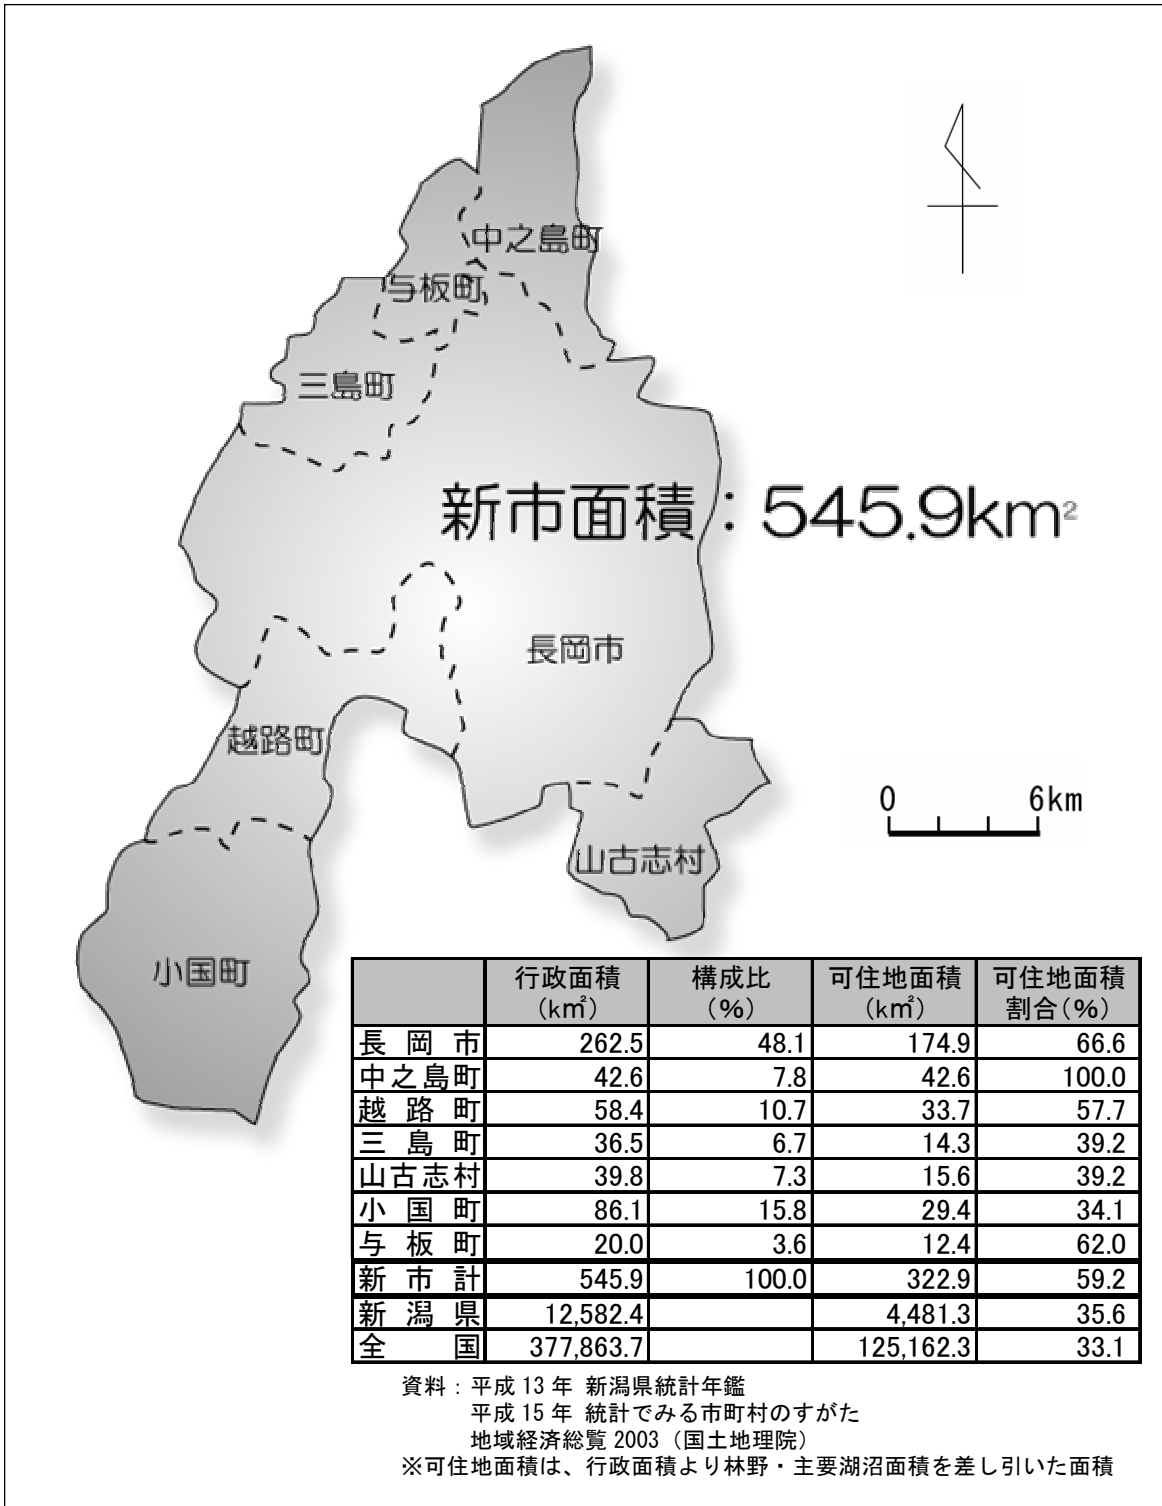 中之島町
与板町
三島町
新市面積：545.9km²
長岡市
越路町
0 6km
山古志村
小国町
行政面積（k㎡） 構成比（%） 可住地面積（k㎡） 可住地面積割合（%）
長岡市 262.5 48.1 174.9 66.6
中之島町 42.6 7.8 42.6 100.0
越路町 58.4 10.7 33.7 57.7
三島町 36.5 6.7 14.3 39.2
山古志村 39.8 7.3 15.6 39.2
小国町 86.1 15.8 29.4 34.1
与板町 20.0 3.6 12.4 62.0
新市計 545.9 100.0 322.9 59.2
新潟県 12,582.4 4,481.3 35.6
全国 377,863.7 125,162.3 33.1
資料：平成13年 新潟県統計年鑑
平成15年 統計でみる市町村のすがた
地域経済総覧2003（国土地理院）
※可住地面積は、行政面積より林野・主要湖沼面積を差し引いた面積